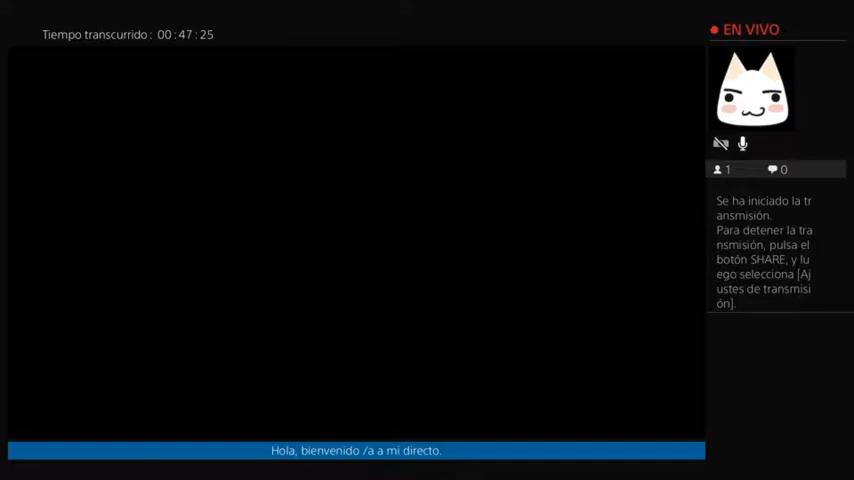 Tiempo transcurrido: 00:47:25
EN VIVO
1
0
Se ha iniciado la tr
ansmisión.
Para detener la tra
nsmisión, pulsa el
botón SHARE, y lu
ego selecciona [Aj
ustes de transmisi
ón].
Hola, bienvenido /a a mi directo.